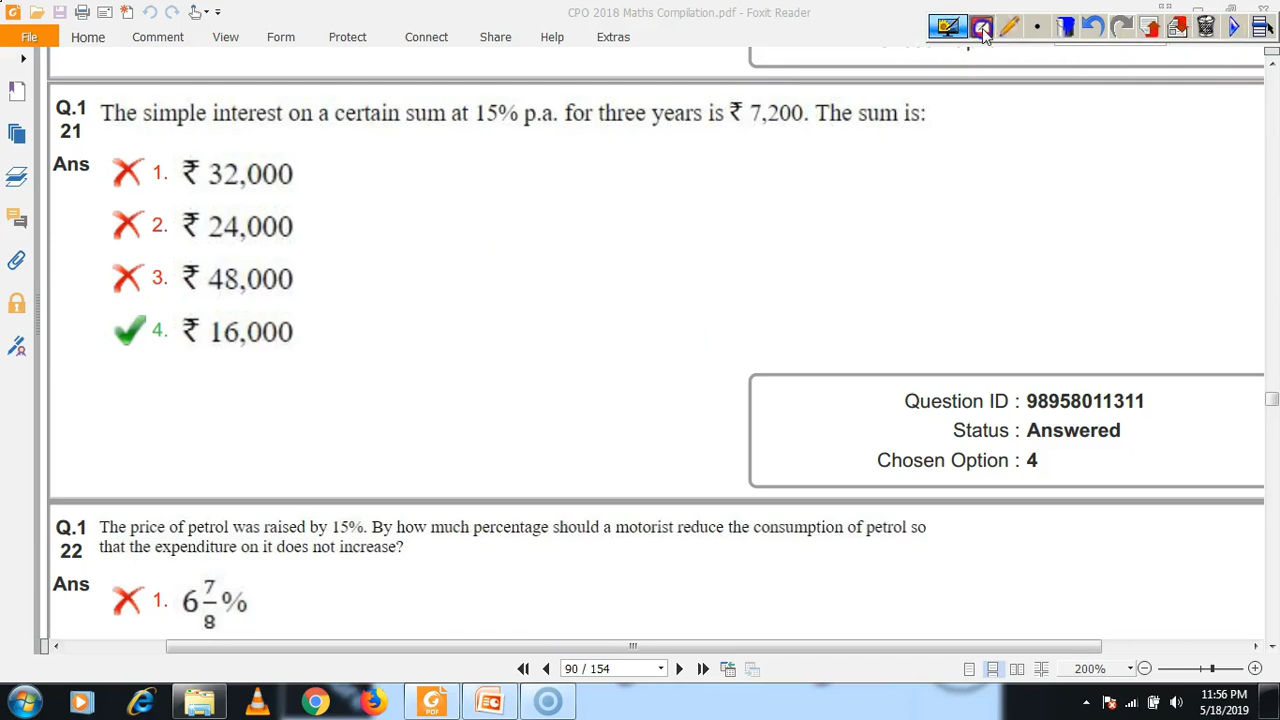 CPO 2018 Maths Compilation.pdf - Foxit Reader
File Home Comment View Form Protect Connect Share Help Extras
Q.1 The simple interest on a certain sum at 15% p.a. for three years is ₹ 7,200. The sum is:
21
Ans
1. ₹ 32,000
2. ₹ 24,000
3. ₹ 48,000
4. ₹ 16,000
Question ID : 98958011311
Status : Answered
Chosen Option : 4
Q.1 The price of petrol was raised by 15%. By how much percentage should a motorist reduce the consumption of petrol so
22 that the expenditure on it does not increase?
Ans
1. 6 7/8 %
90 / 154
200%
11:56 PM
5/18/2019